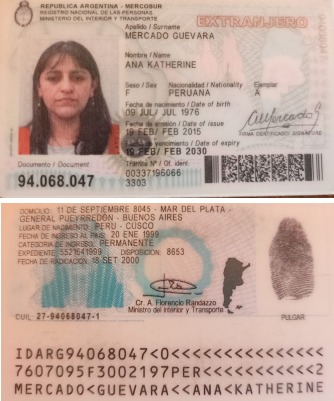 REPUBLICA ARGENTINA - MERCOSUR
REGISTRO NACIONAL DE LAS PERSONAS
MINISTERIO DEL INTERIOR Y TRANSPORTE
EXTRANJERO
Apellido / Surname
MERCADO GUEVARA
Nombre / Name
ANA KATHERINE
Sexo / Sex Nacionalidad / Nationality Ejemplar
F PERUANA A
Fecha de nacimiento / Date of birth
09 JUL/ JUL 1976
Fecha de emisión / Date of issue
19 FEB/ FEB 2015
Fecha de vencimiento / Date of expiry
19 FEB/ FEB 2030
FIRMA IDENTIFICADO / SIGNATURE
Documento / Document
94.068.047
Trámite N° / Of. ident.
00337196066
3303
DOMICILIO: 11 DE SEPTIEMBRE 8045 - MAR DEL PLATA
GENERAL PUEYRREDON - BUENOS AIRES
LUGAR DE NACIMIENTO: PERU - CUSCO
FECHA DE INGRESO AL PAIS: 20 ENE 1999
CATEGORIA DE INGRESO: PERMANENTE
EXPEDIENTE: 5521641999 DISPOSICION: 8653
FECHA DE RADICACION: 18 SET 2000
Cr. A. Florencio Randazzo
Ministro del Interior y Transporte
CUIL: 27-94068047-1
PULGAR
IDARG94068047<0<<<<<<<<<<<<<<<
7607095F3002197PER<<<<<<<<<<<2
MERCADO<GUEVARA<<ANA<KATHERINE